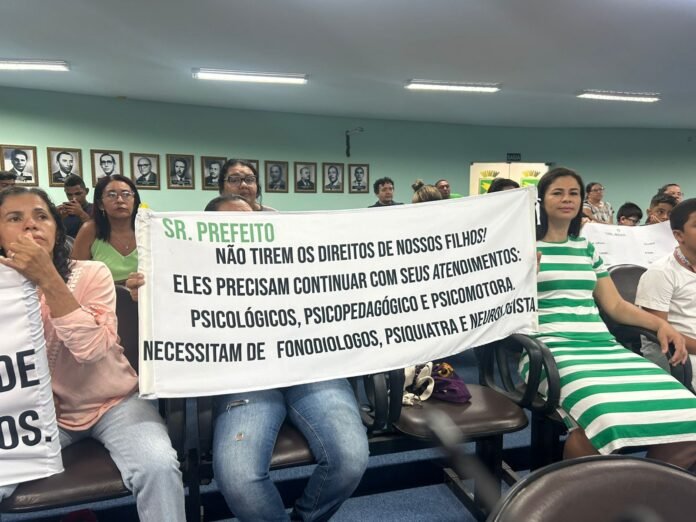 SR. PREFEITO
NÃO TIREM OS DIREITOS DE NOSSOS FILHOS!
ELES PRECISAM CONTINUAR COM SEUS ATENDIMENTOS:
PSICOLÓGICOS, PSICOPEDAGÓGICO E PSICOMOTORA.
NECESSITAM DE FONODIOLOGOS, PSIQUIATRA E NEUROLOGISTA
DE
OS.